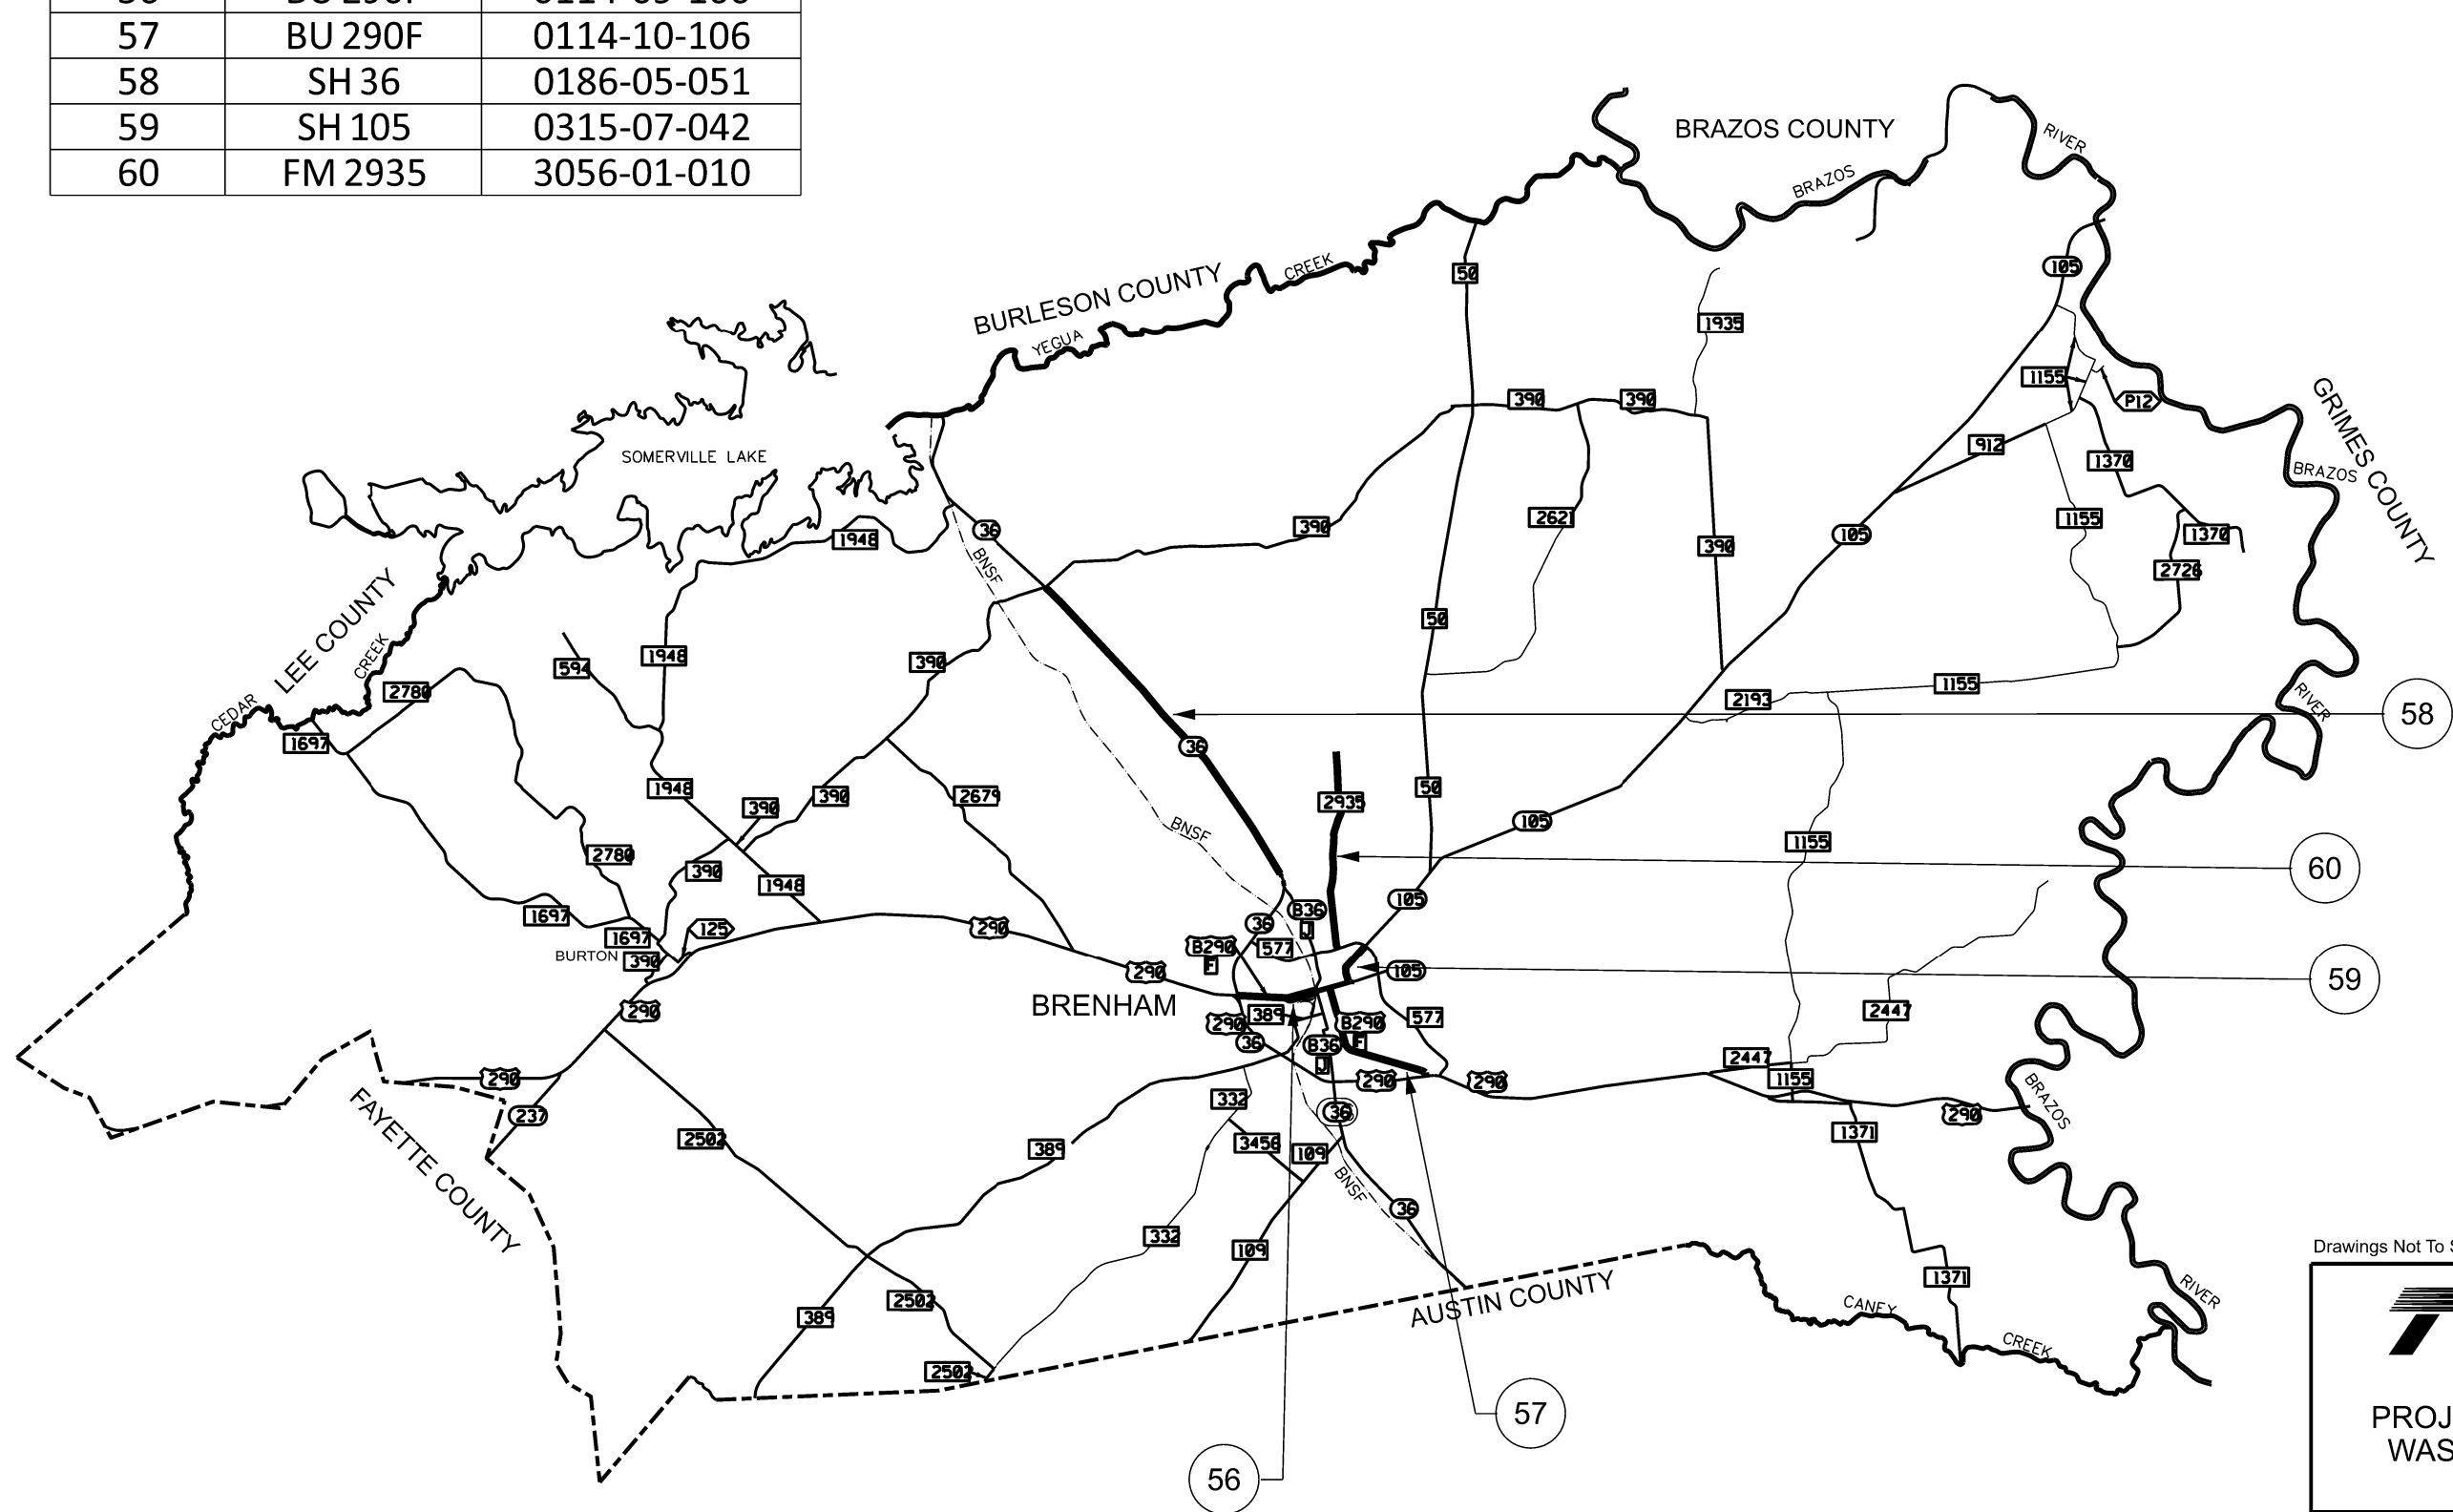 57 BU 290F 0114-10-106
58 SH 36 0186-05-051
59 SH 105 0315-07-042
60 FM 2935 3056-01-010
BRAZOS COUNTY
RIVER
BRAZOS
BURLESON COUNTY
CREEK
YEGUA
50
105
1935
1155
P12
390
390
GRIMES COUNTY
912
1370
BRAZOS
SOMERVILLE LAKE
36
1948
390
2621
390
105
1155
1370
2726
BNSF
LEE COUNTY
CREEK
CEDAR
594
1948
390
50
2780
1697
2193
1155
RIVER
58
36
1948
390
390
2679
2935
50
105
BNSF
1155
2780
390
1948
60
105
1697
1697
125
290
36
B36
J
577
B290
F
BURTON
390
290
105
59
BRENHAM
290
389
290
B290
F
577
2447
36
B36
J
290
290
290
2447
1155
237
332
36
290
BRAZOS
FAYETTE COUNTY
2502
389
3456
109
1371
BNSF
36
332
109
Drawings Not To
1371
RIVER
AUSTIN COUNTY
CANEY
CREEK
2502
389
2502
57
56
PROJ
WAS